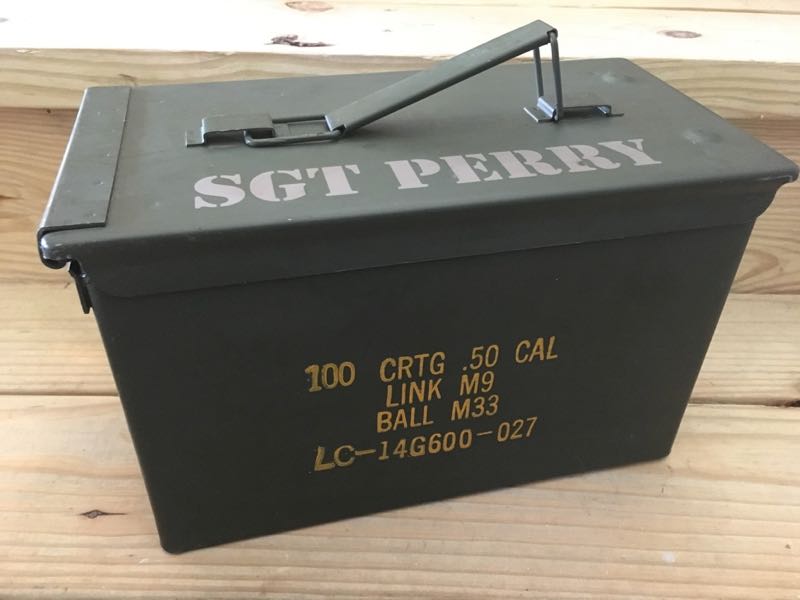 SGT PERRY
100 CRTG .50 CAL
LINK M9
BALL M33
LC-14G600-027